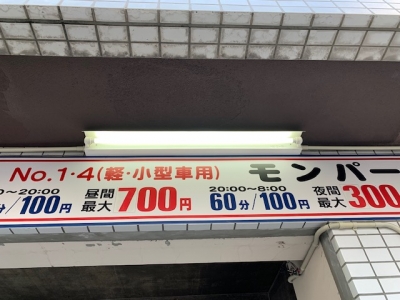 No.1・4(軽・小型車用) モンパー
〜20:00 昼間 20:00〜8:00 夜間
分/100円 最大 700円 60分/100円 最大 300